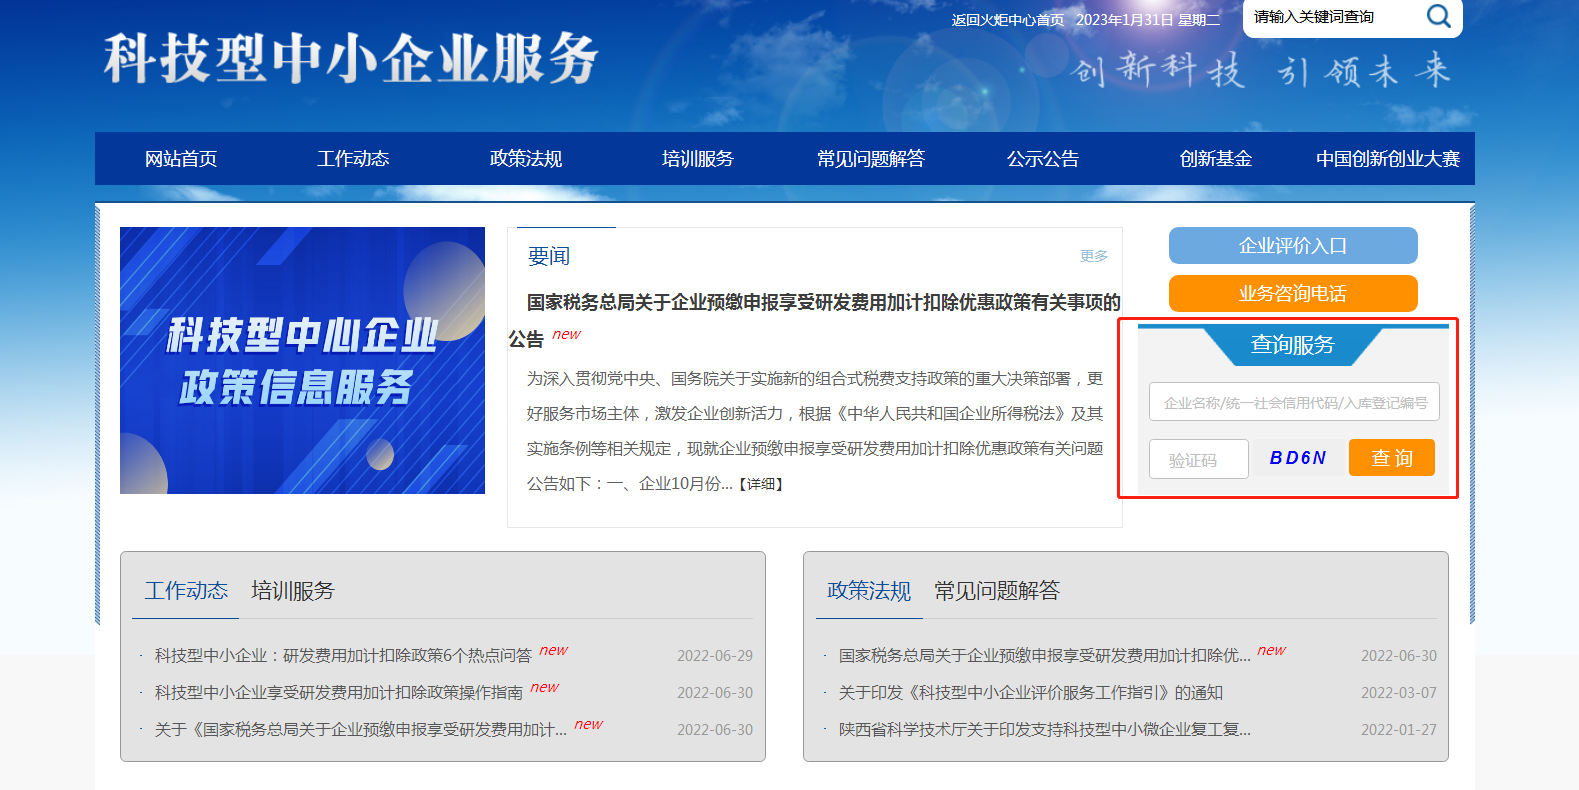 返回火炬中心首页 2023年1月31日 星期二
请输入关键词查询
科技型中小企业服务
创新科技 引领未来
网站首页 工作动态 政策法规 培训服务 常见问题解答 公示公告 创新基金 中国创新创业大赛
科技型中心企业
政策信息服务
要闻 更多
国家税务总局关于企业预缴申报享受研发费用加计扣除优惠政策有关事项的
公告 new
为深入贯彻党中央、国务院关于实施新的组合式税费支持政策的重大决策部署，更
好服务市场主体，激发企业创新活力，根据《中华人民共和国企业所得税法》及其
实施条例等相关规定，现就企业预缴申报享受研发费用加计扣除优惠政策有关问题
公告如下：一、企业10月份...【详细】
企业评价入口
业务咨询电话
查询服务
企业名称/统一社会信用代码/入库登记编号
验证码 BD6N 查 询
工作动态 培训服务
· 科技型中小企业：研发费用加计扣除政策6个热点问答 new 2022-06-29
· 科技型中小企业享受研发费用加计扣除政策操作指南 new 2022-06-30
· 关于《国家税务总局关于企业预缴申报享受研发费用加计... new 2022-06-30
政策法规 常见问题解答
· 国家税务总局关于企业预缴申报享受研发费用加计扣除优... new 2022-06-30
· 关于印发《科技型中小企业评价服务工作指引》的通知 2022-03-07
· 陕西省科学技术厅关于印发支持科技型中小微企业复工复... 2022-01-27